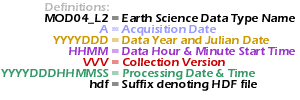 Definitions:
MOD04_L2 = Earth Science Data Type Name
A = Acquisition Date
YYYYDDD = Data Year and Julian Date
HHMM = Data Hour & Minute Start Time
VVV = Collection Version
YYYYDDDHHMMSS = Processing Date & Time
hdf = Suffix denoting HDF file